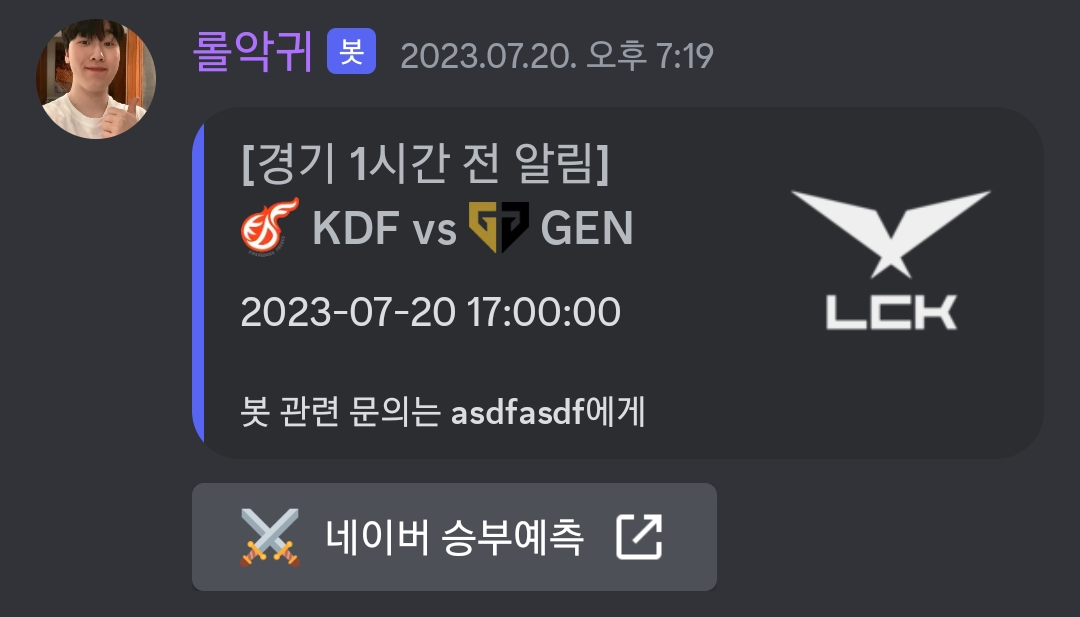 롤악귀 봇 2023.07.20. 오후 7:19
[경기 1시간 전 알림]
KDF vs GEN
2023-07-20 17:00:00
LCK
봇 관련 문의는 asdfasdf에게
네이버 승부예측